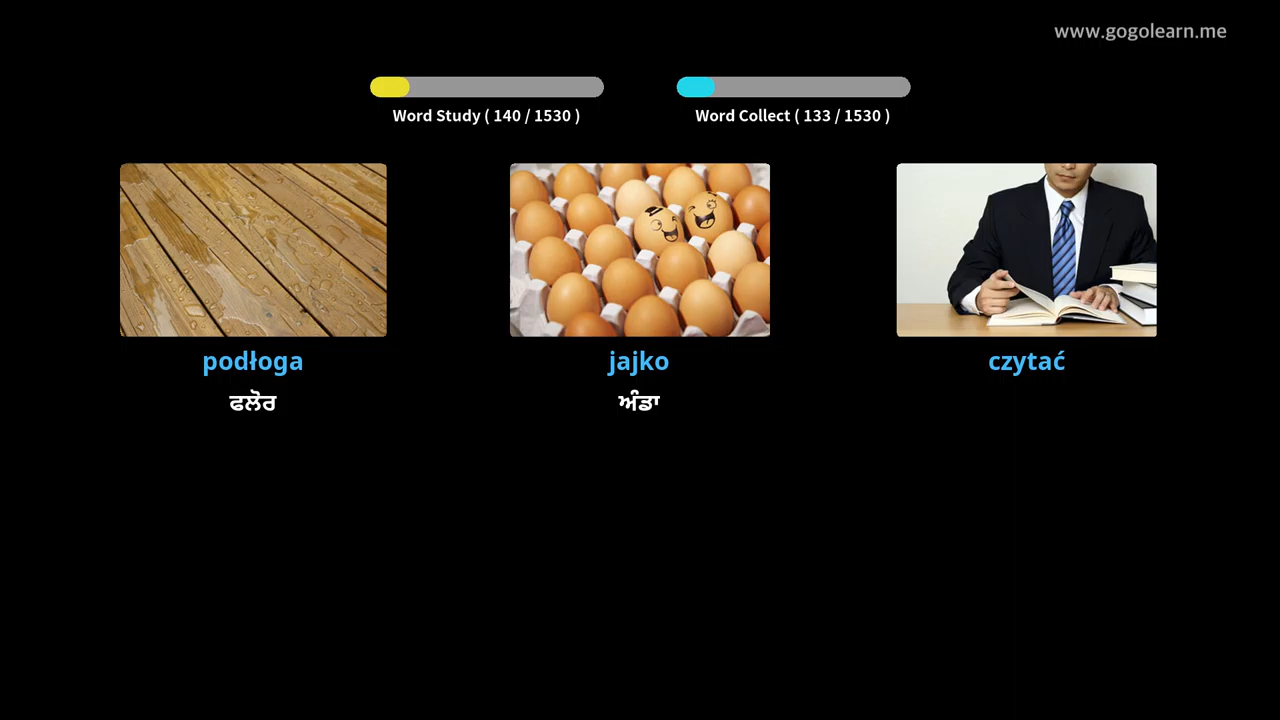 www.gogolearn.me
Word Study ( 140 / 1530 )
Word Collect ( 133 / 1530 )
podłoga
jajko
czytać
ਫਲੋਰ
ਅੰਡਾ